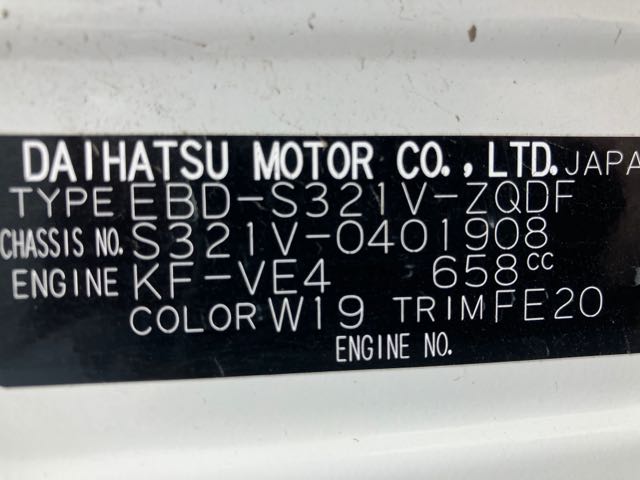 DAIHATSU MOTOR CO., LTD. JAPA
TYPE EBD-S321V-ZQDF
CHASSIS NO. S321V-0401908
ENGINE KF-VE4 658cc
COLOR W19 TRIM FE20
ENGINE NO.